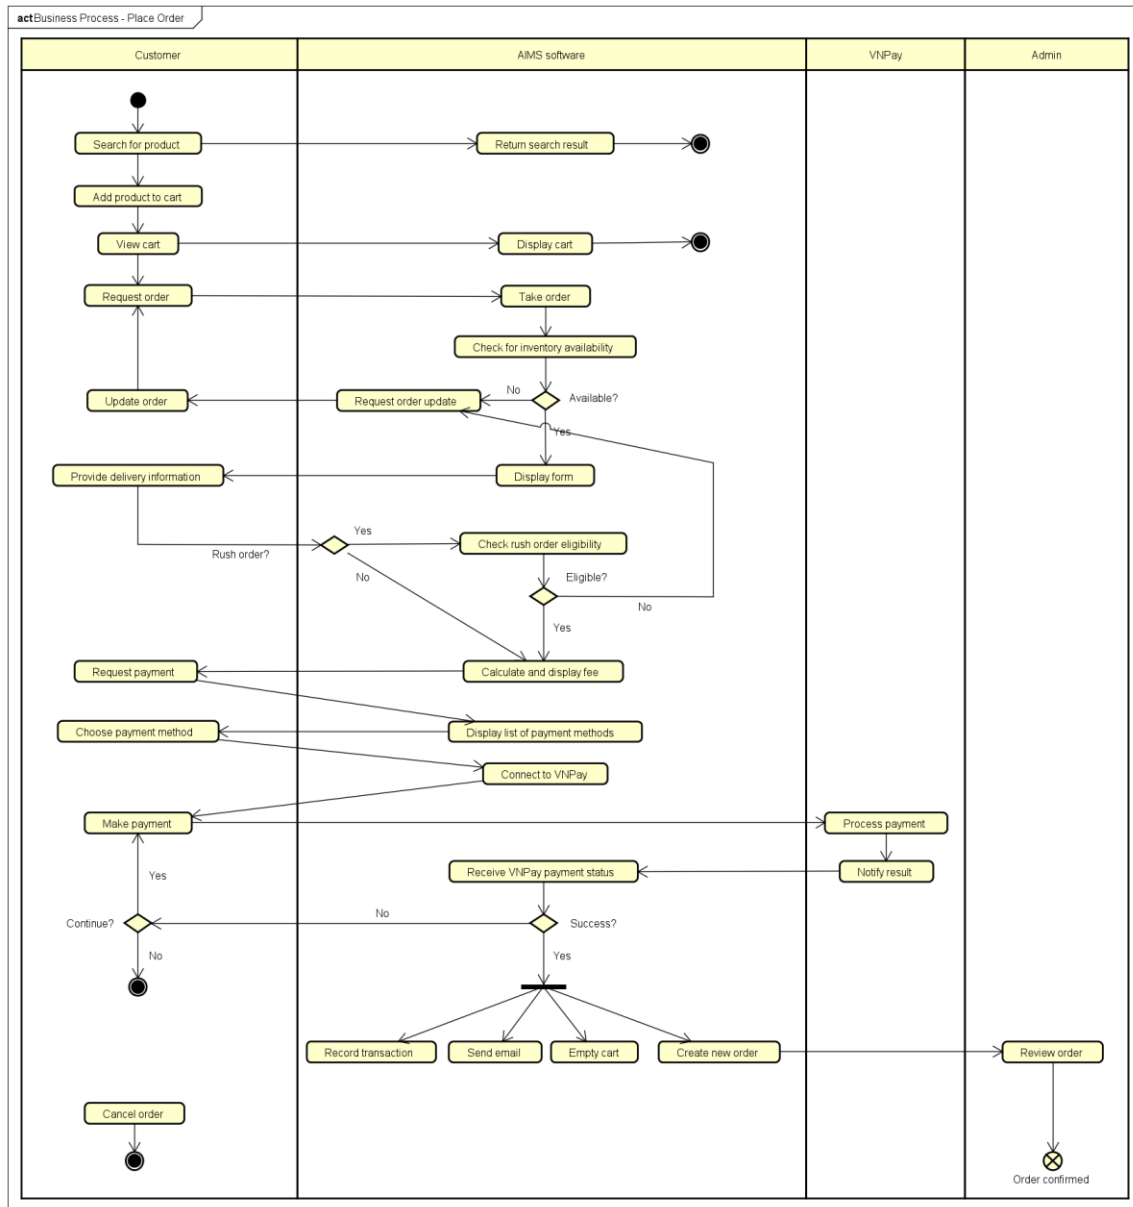 act Business Process - Place Order
Customer
AIMS software
VNPay
Admin
Search for product
Return search result
Add product to cart
View cart
Display cart
Request order
Take order
Check for inventory availability
No
Available?
Update order
Request order update
Yes
Provide delivery information
Display form
Yes
Rush order?
Check rush order eligibility
No
Eligible?
No
Yes
Request payment
Calculate and display fee
Choose payment method
Display list of payment methods
Connect to VNPay
Make payment
Process payment
Yes
Receive VNPay payment status
Notify result
No
Continue?
Success?
No
Yes
Record transaction
Send email
Empty cart
Create new order
Review order
Cancel order
Order confirmed